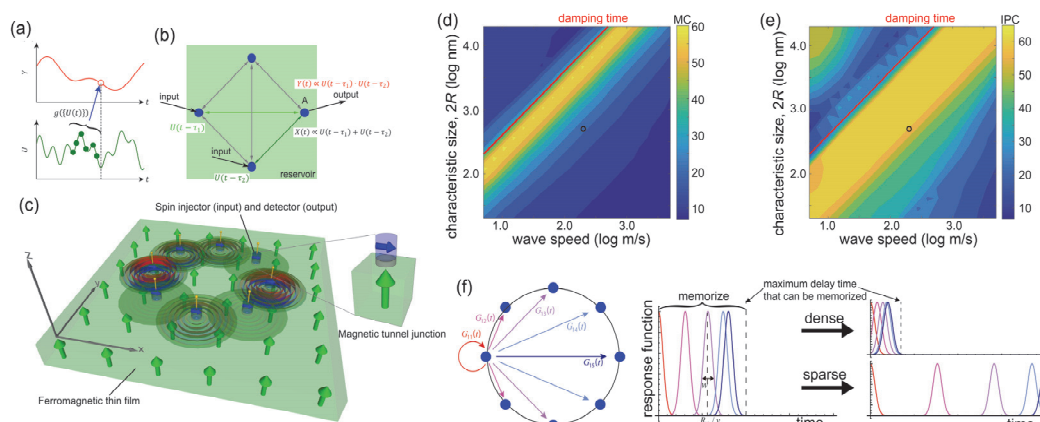 (a)
Y
t
g({U(t)})
U
t
(b)
input
Y(t) ∝ U(t − τ₁) · U(t − τ₂)
A
output
U(t − τ₁)
X(t) ∝ U(t − τ₁) + U(t − τ₂)
input
U(t − τ₂)
reservoir
(c)
Spin injector (input) and detector (output)
Z
y
x
Magnetic tunnel junction
Ferromagnetic thin film
(d)
damping time
MC
characteristic size, 2R (log nm)
4.0
3.0
2.0
1.0
2.0
3.0
wave speed (log m/s)
60
50
40
30
20
10
(e)
damping time
IPC
characteristic size, 2R (log nm)
4.0
3.0
2.0
1.0
2.0
3.0
wave speed (log m/s)
60
50
40
30
20
10
(f)
G₁₁(t)
G₁₂(t)
G₁₃(t)
G₁₄(t)
G₁₅(t)
response function
memorize
maximum delay time
that can be memorized
w
R / v
time
dense
sparse
time